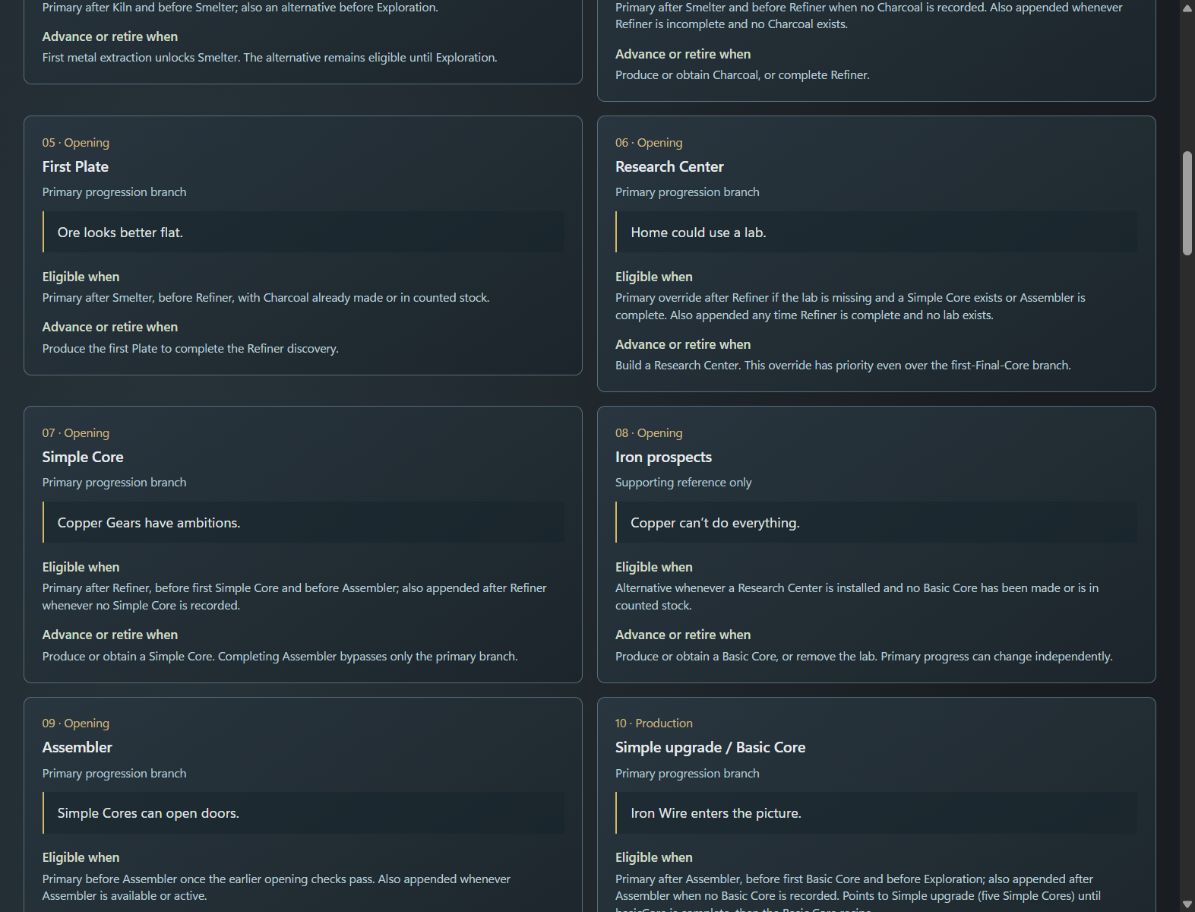 Primary after Kiln and before Smelter; also an alternative before Exploration.
Advance or retire when
First metal extraction unlocks Smelter. The alternative remains eligible until Exploration.
Primary after Smelter and before Refiner when no Charcoal is recorded. Also appended whenever
Refiner is incomplete and no Charcoal exists.
Advance or retire when
Produce or obtain Charcoal, or complete Refiner.
05 · Opening
First Plate
Primary progression branch
Ore looks better flat.
Eligible when
Primary after Smelter, before Refiner, with Charcoal already made or in counted stock.
Advance or retire when
Produce the first Plate to complete the Refiner discovery.
06 · Opening
Research Center
Primary progression branch
Home could use a lab.
Eligible when
Primary override after Refiner if the lab is missing and a Simple Core exists or Assembler is
complete. Also appended any time Refiner is complete and no lab exists.
Advance or retire when
Build a Research Center. This override has priority even over the first-Final-Core branch.
07 · Opening
Simple Core
Primary progression branch
Copper Gears have ambitions.
Eligible when
Primary after Refiner, before first Simple Core and before Assembler; also appended after Refiner
whenever no Simple Core is recorded.
Advance or retire when
Produce or obtain a Simple Core. Completing Assembler bypasses only the primary branch.
08 · Opening
Iron prospects
Supporting reference only
Copper can't do everything.
Eligible when
Alternative whenever a Research Center is installed and no Basic Core has been made or is in
counted stock.
Advance or retire when
Produce or obtain a Basic Core, or remove the lab. Primary progress can change independently.
09 · Opening
Assembler
Primary progression branch
Simple Cores can open doors.
Eligible when
Primary before Assembler once the earlier opening checks pass. Also appended whenever
Assembler is available or active.
10 · Production
Simple upgrade / Basic Core
Primary progression branch
Iron Wire enters the picture.
Eligible when
Primary after Assembler, before first Basic Core and before Exploration; also appended after
Assembler when no Basic Core is recorded. Points to Simple upgrade (five Simple Cores) until
basicCore is complete, then the Basic Core recipe.